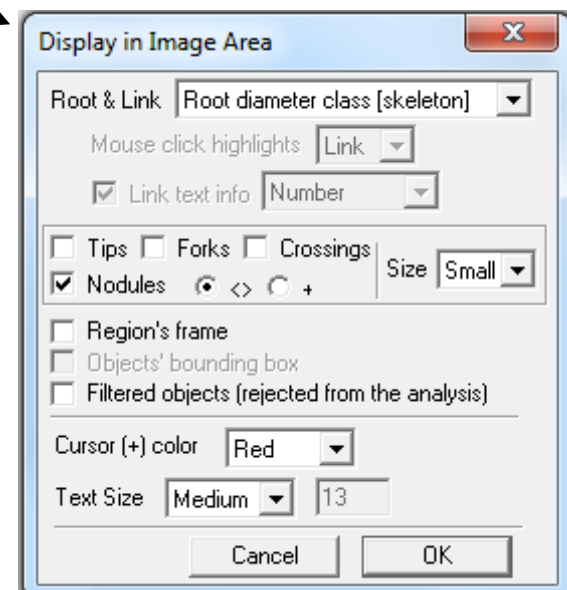 Display in Image Area
Root & Link Root diameter class [skeleton]
Mouse click highlights Link
Link text info Number
Tips Forks Crossings
Nodules <> +
Size Small
Region's frame
Objects' bounding box
Filtered objects (rejected from the analysis)
Cursor (+) color Red
Text Size Medium 13
Cancel OK